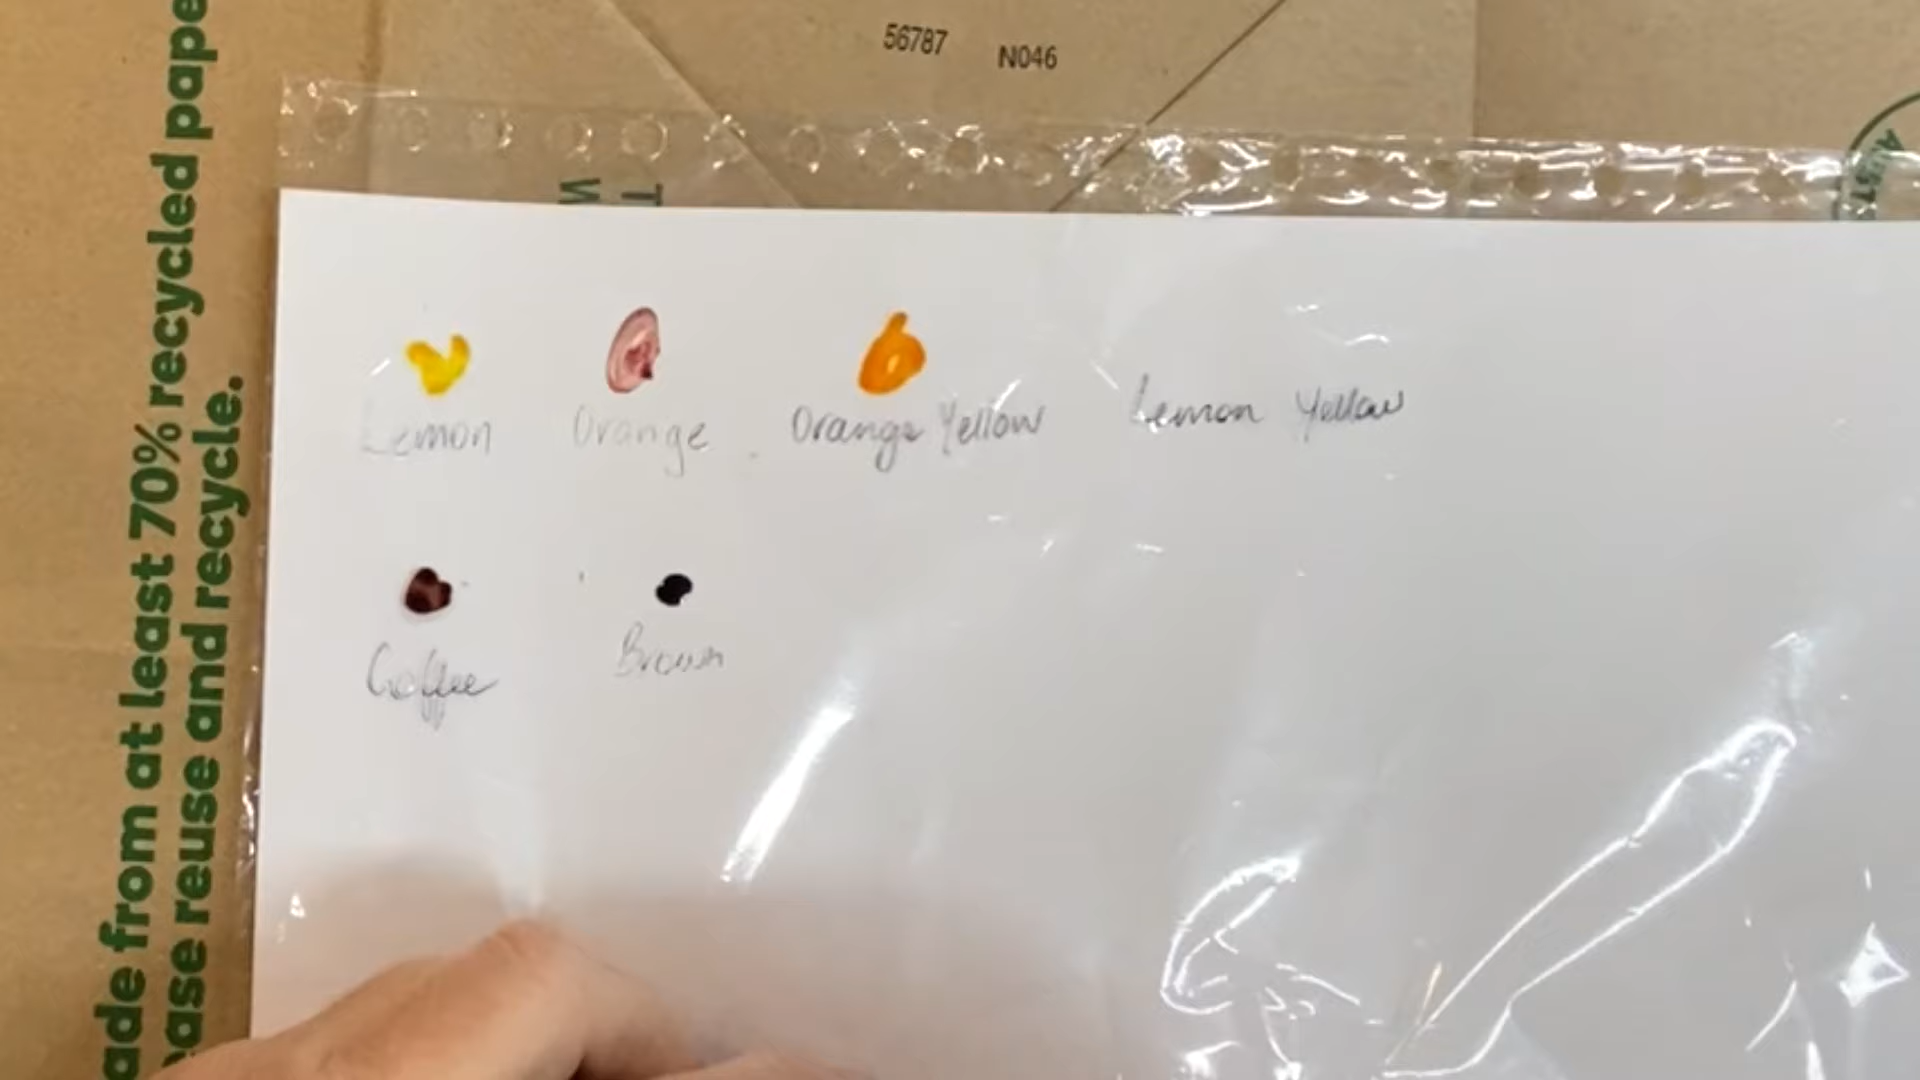 56787 N046
ade from at least 70% recycled pape
ease reuse and recycle.
Lemon
Orange
Orange Yellow
Lemon Yellow
Coffee
Brown